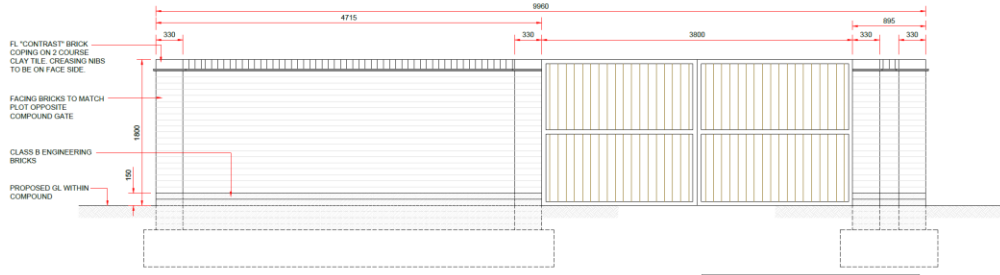 9960
4715
895
330
330
3800
330
330
FL "CONTRAST" BRICK
COPING ON 2 COURSE
CLAY TILE. CREASING NIBS
TO BE ON FACE SIDE.
FACING BRICKS TO MATCH
PLOT OPPOSITE
COMPOUND GATE
1800
CLASS B ENGINEERING
BRICKS
150
PROPOSED GL WITHIN
COMPOUND